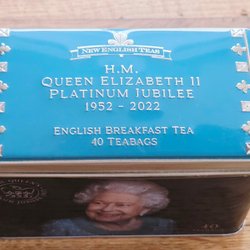 NEW ENGLISH TEAS
H.M.
QUEEN ELIZABETH II
PLATINUM JUBILEE
1952 - 2022
ENGLISH BREAKFAST TEA
40 TEABAGS